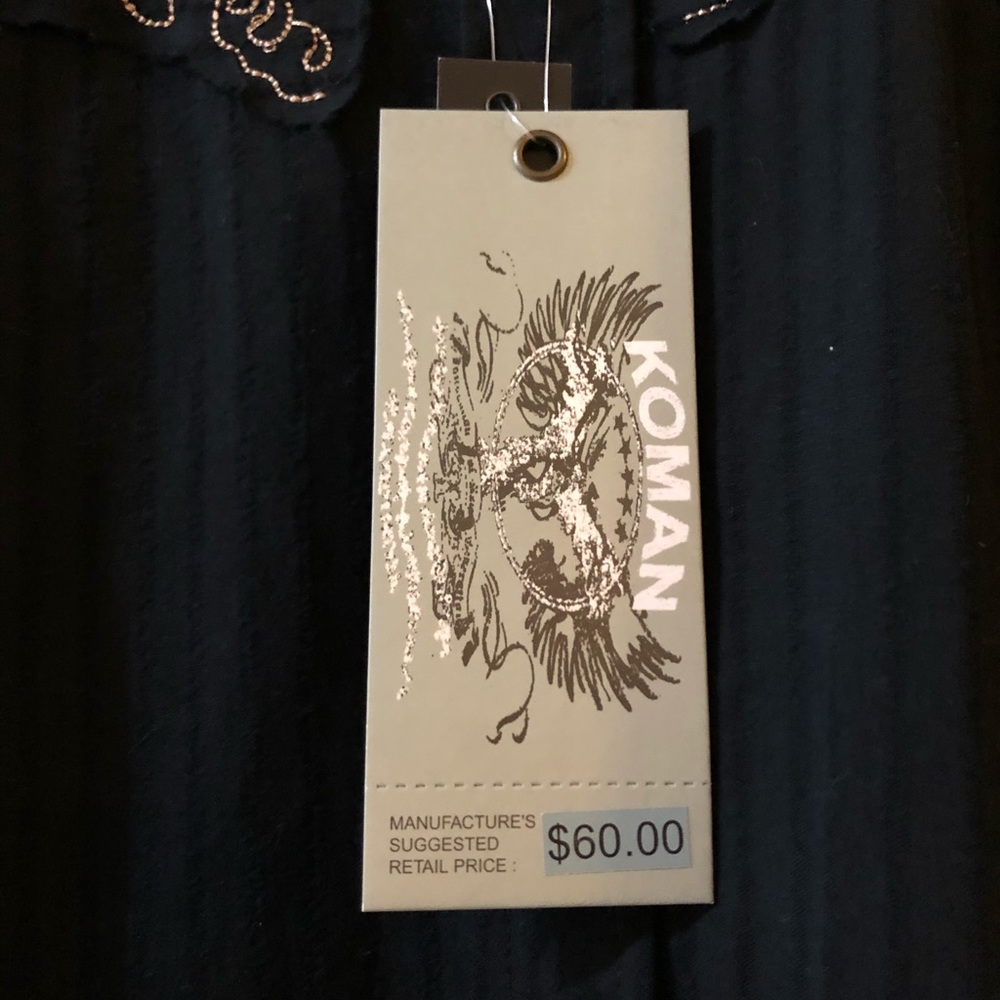 KOMAN
MANUFACTURE'S
SUGGESTED
RETAIL PRICE :
$60.00